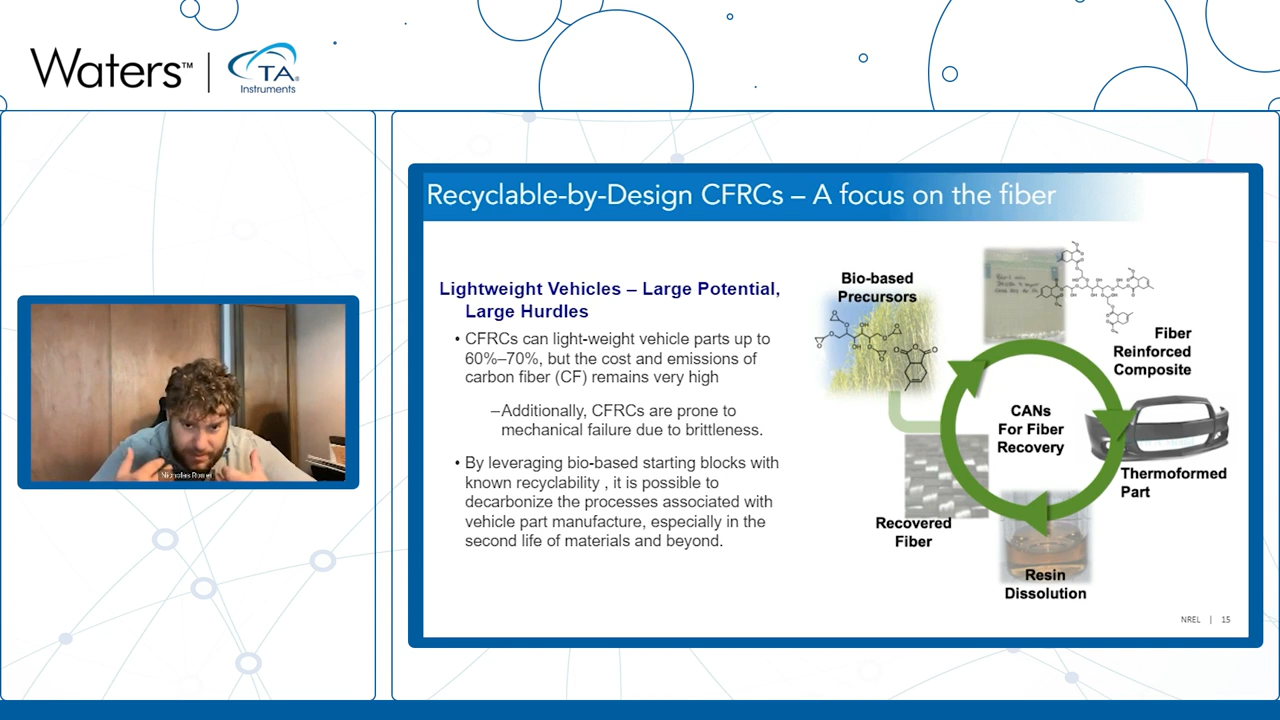 Waters™
TA®
Instruments
Recyclable-by-Design CFRCs – A focus on the fiber
Lightweight Vehicles – Large Potential,
Large Hurdles
• CFRCs can light-weight vehicle parts up to
60%–70%, but the cost and emissions of
carbon fiber (CF) remains very high
–Additionally, CFRCs are prone to
mechanical failure due to brittleness.
• By leveraging bio-based starting blocks with
known recyclability , it is possible to
decarbonize the processes associated with
vehicle part manufacture, especially in the
second life of materials and beyond.
Bio-based
Precursors
Fiber
Reinforced
Composite
CANs
For Fiber
Recovery
Thermoformed
Part
Recovered
Fiber
Resin
Dissolution
NREL | 15